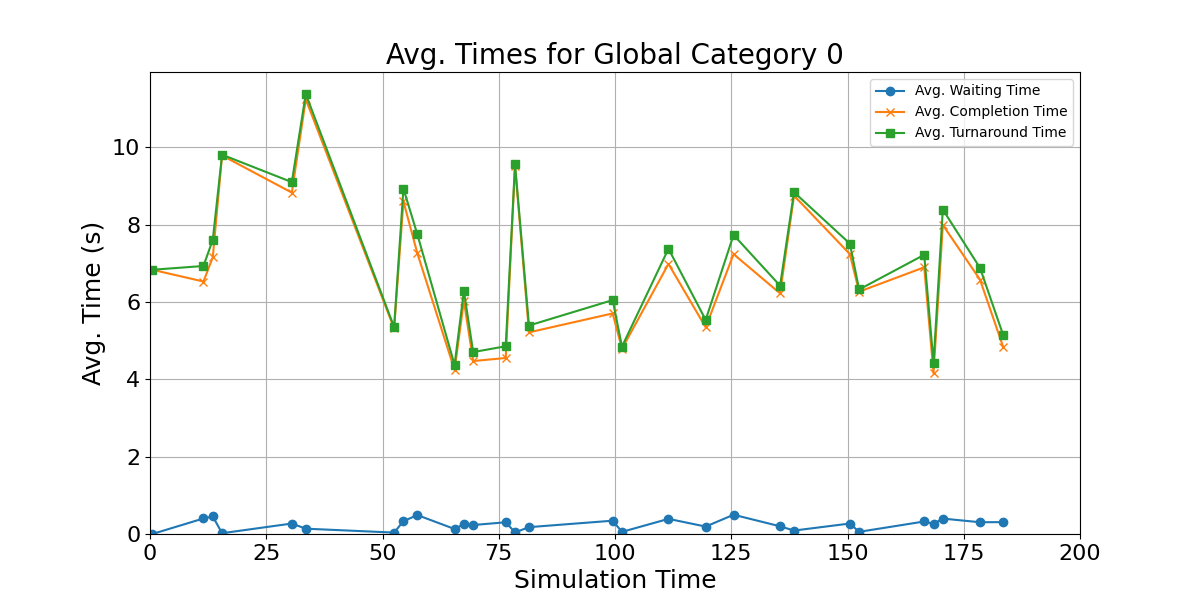 Avg. Times for Global Category 0
Avg. Waiting Time
Avg. Completion Time
Avg. Turnaround Time
Avg. Time (s)
10
8
6
4
2
0
0 25 50 75 100 125 150 175 200
Simulation Time